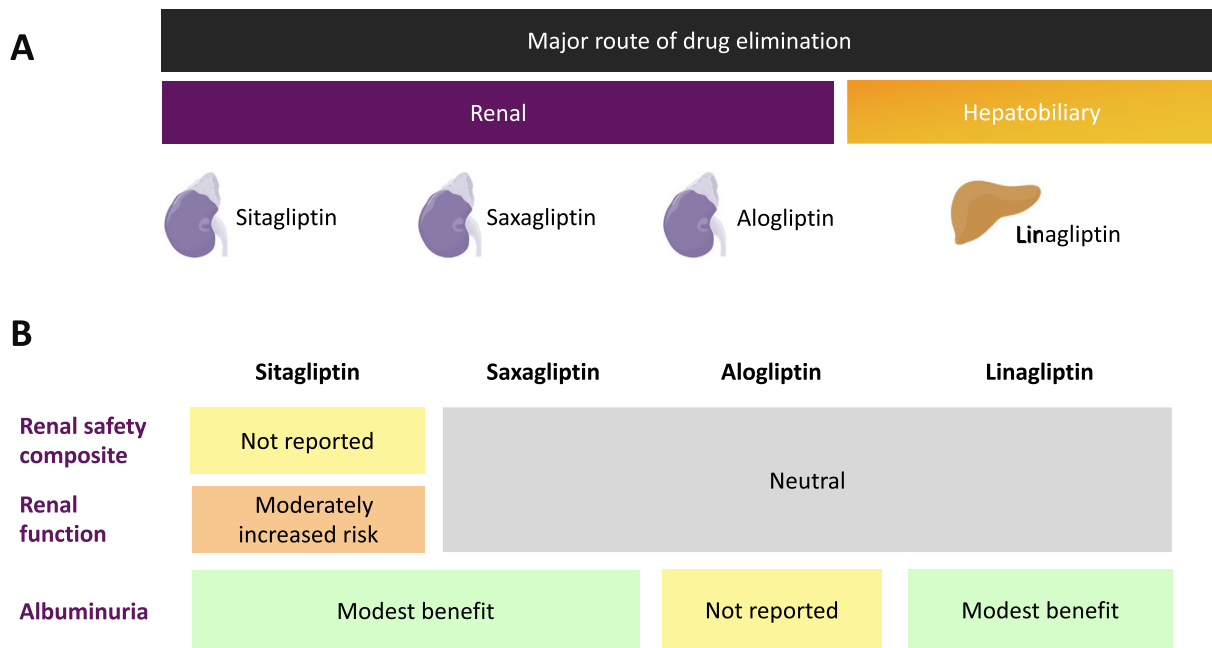 A
Major route of drug elimination
Renal
Hepatobiliary
Sitagliptin
Saxagliptin
Alogliptin
Linagliptin
B
Sitagliptin
Saxagliptin
Alogliptin
Linagliptin
Renal safety
composite
Not reported
Neutral
Renal
function
Moderately
increased risk
Albuminuria
Modest benefit
Not reported
Modest benefit